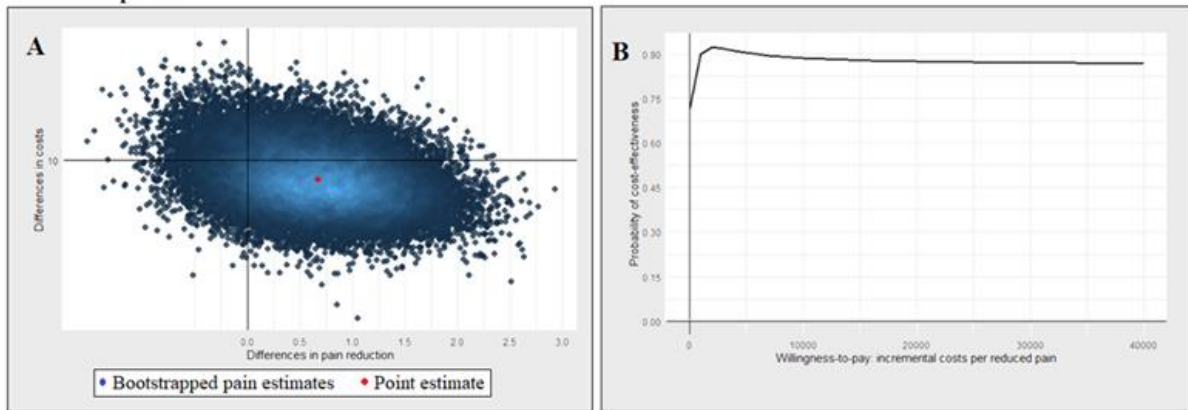 A
Differences in costs
10
0.0 0.5 1.0 1.5 2.0 2.5 3.0
Differences in pain reduction
Bootstrapped pain estimates Point estimate
B
Probability of cost-effectiveness
0.90
0.75
0.60
0.45
0.30
0.15
0.00
0 10000 20000 30000 40000
Willingness-to-pay: incremental costs per reduced pain